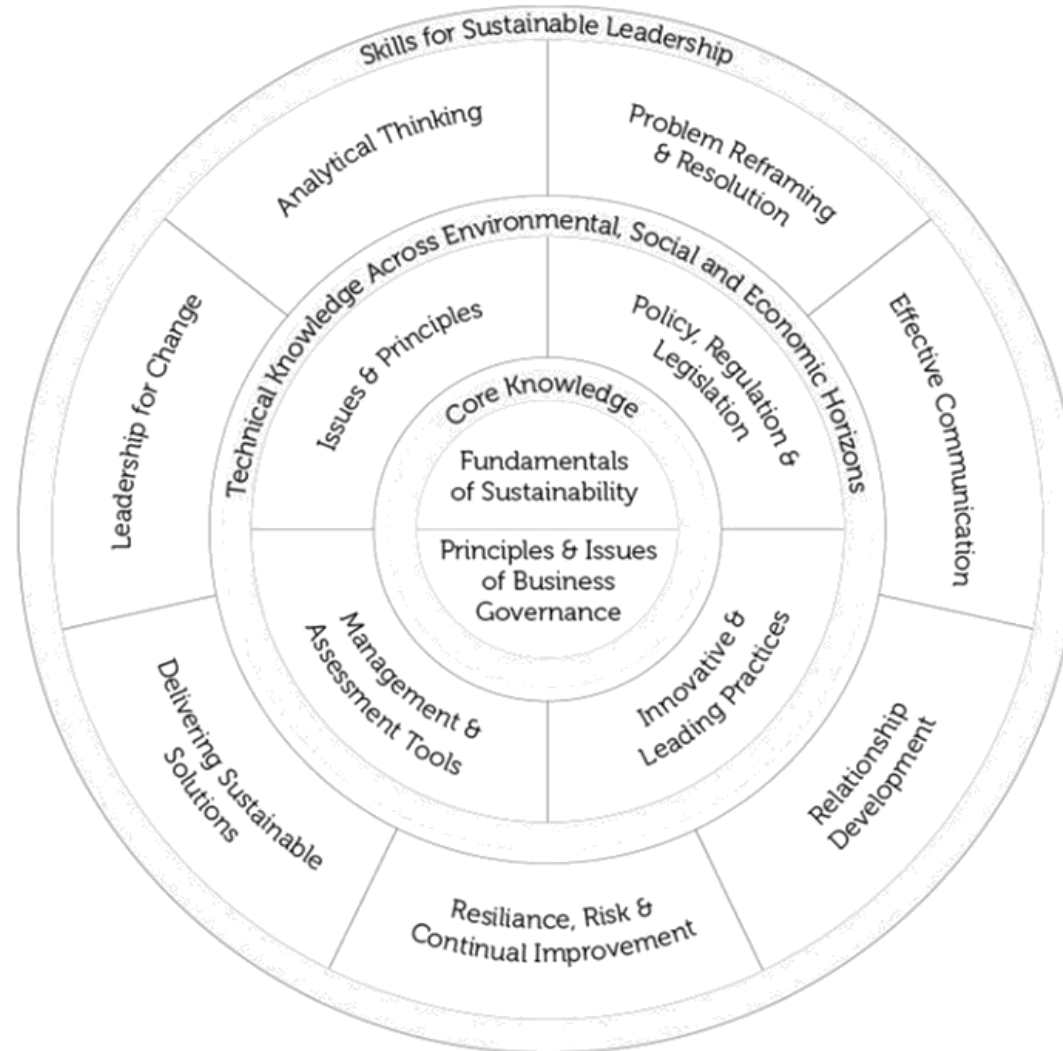 Skills for Sustainable Leadership
Analytical Thinking
Problem Reframing
& Resolution
Effective Communication
Relationship
Development
Resiliance, Risk &
Continual Improvement
Delivering Sustainable
Solutions
Leadership for Change
Technical Knowledge Across Environmental, Social and Economic Horizons
Issues & Principles
Policy, Regulation &
Legislation
Innovative &
Leading Practices
Management &
Assessment Tools
Core Knowledge
Fundamentals
of Sustainability
Principles & Issues
of Business
Governance